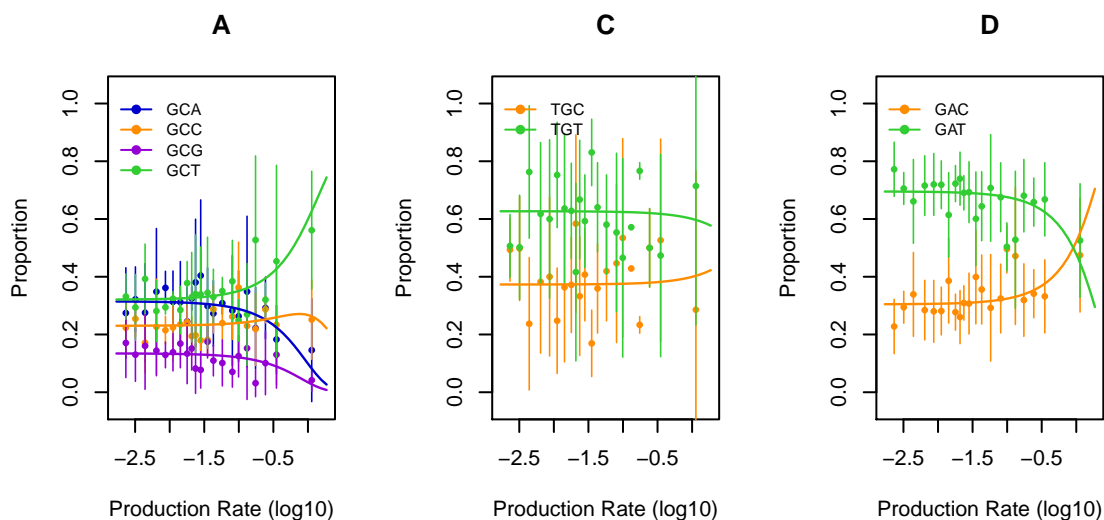 A
Proportion
1.0
0.8
0.6
0.4
0.2
0.0
GCA
GCC
GCG
GCT
−2.5 −1.5 −0.5
Production Rate (log10)
C
Proportion
1.0
0.8
0.6
0.4
0.2
0.0
TGC
TGT
−2.5 −1.5 −0.5
Production Rate (log10)
D
Proportion
1.0
0.8
0.6
0.4
0.2
0.0
GAC
GAT
−2.5 −1.5 −0.5
Production Rate (log10)